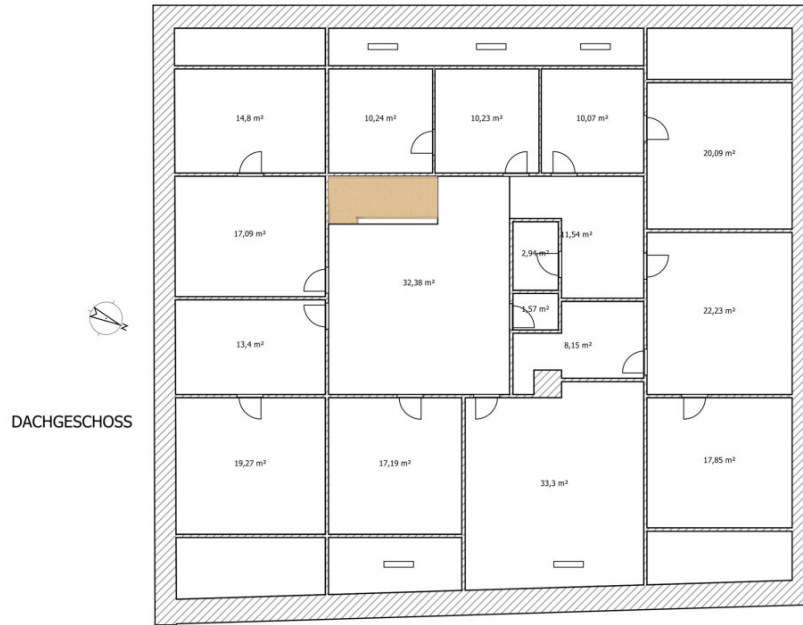 14,8 m²
10,24 m²
10,23 m²
10,07 m²
20,09 m²
17,09 m²
11,54 m²
2,94 m²
32,38 m²
1,57 m²
22,23 m²
13,4 m²
8,15 m²
DACHGESCHOSS
19,27 m²
17,19 m²
17,85 m²
33,3 m²